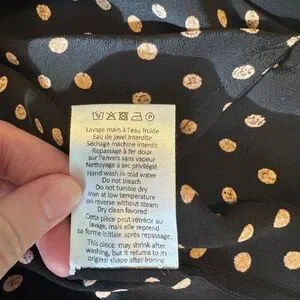 Lavage main à l'eau froide
Eau de Javel Interdite
Séchage machine interdit
Repassage à fer doux
sur l'envers sans vapeur
Nettoyage à sec privilégié
Hand wash in cold water
Do not bleach
Do not tumble dry
Iron at low temperature
on reverse without steam
Dry clean favored
Cette pièce peut rétrécir au
lavage, mais elle reprend
sa forme initiale après repassage.
This piece may shrink after
washing, but it returns to its
original shape after ironing